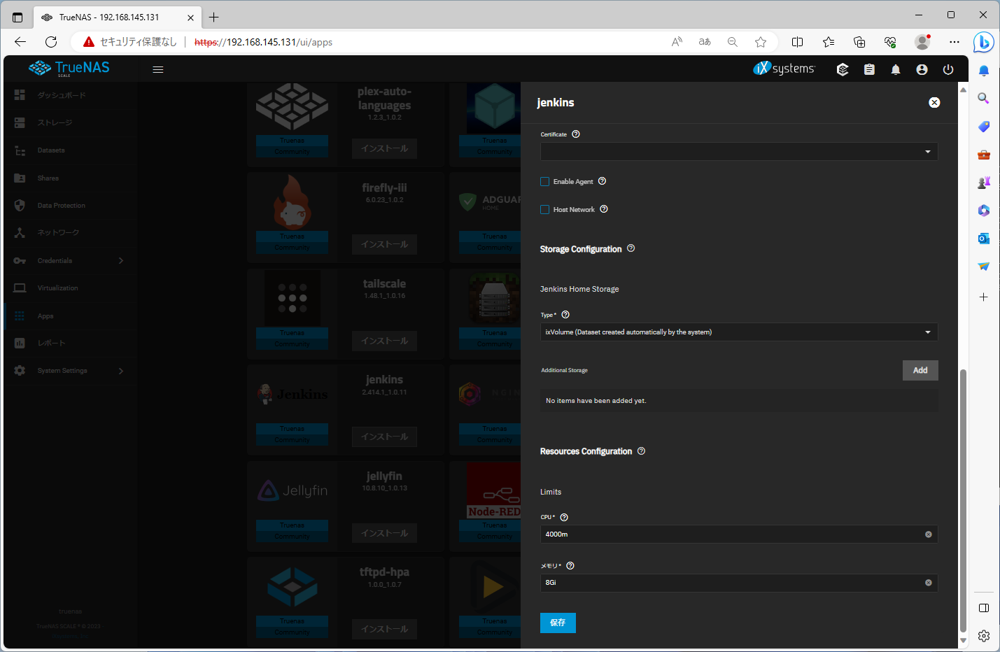 TrueNAS - 192.168.145.131
セキュリティ保護なし
https://192.168.145.131/ui/apps
aあ
TrueNAS
SCALE
iXsystems
ダッシュボード
ストレージ
Datasets
Shares
Data Protection
ネットワーク
Credentials
Virtualization
Apps
レポート
System Settings
truenas
TrueNAS SCALE ® © 2023
plex-auto-
languages
1.2.3_1.0.2
Truenas
Community
インストール
Truenas
Community
firefly-iii
6.0.23_1.0.2
Truenas
Community
インストール
ADGUAR
HOME
Truenas
Community
tailscale
1.48.1_1.0.16
Truenas
Community
インストール
Truenas
Community
Jenkins
jenkins
2.414.1_1.0.11
Truenas
Community
インストール
NGIN
Truenas
Community
Jellyfin
jellyfin
10.8.10_1.0.13
Truenas
Community
インストール
Node-RED
Truenas
Community
tftpd-hpa
1.0.0_1.0.7
Truenas
Community
インストール
Truenas
Community
jenkins
Certificate
Enable Agent
Host Network
Storage Configuration
Jenkins Home Storage
Type *
ixVolume (Dataset created automatically by the system)
Additional Storage
Add
No items have been added yet.
Resources Configuration
Limits
CPU *
4000m
メモリ *
8Gi
保存